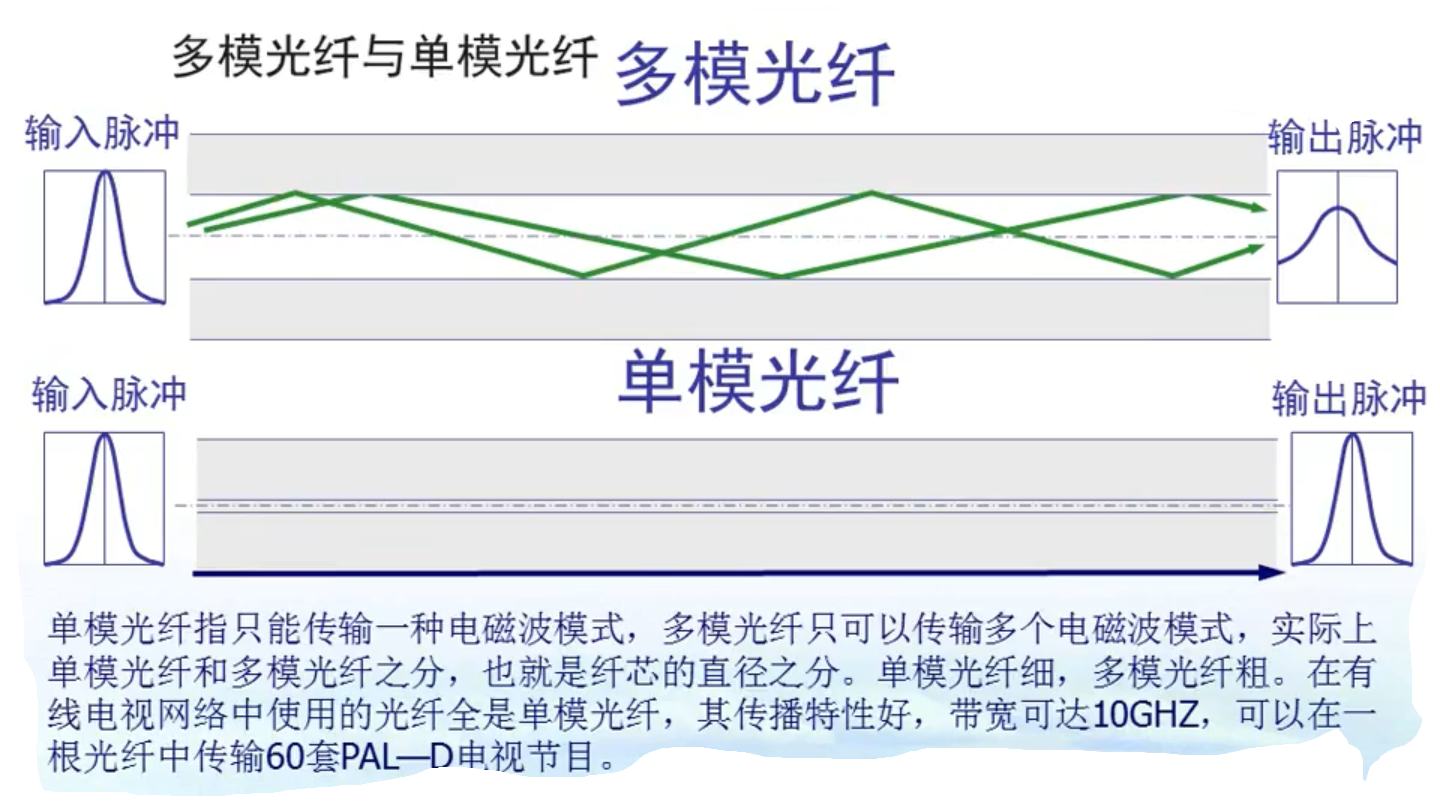 多模光纤与单模光纤
多模光纤
输入脉冲
输出脉冲
单模光纤
输入脉冲
输出脉冲
单模光纤指只能传输一种电磁波模式，多模光纤只可以传输多个电磁波模式，实际上
单模光纤和多模光纤之分，也就是纤芯的直径之分。单模光纤细，多模光纤粗。在有
线电视网络中使用的光纤全是单模光纤，其传播特性好，带宽可达10GHZ，可以在一
根光纤中传输60套PAL—D电视节目。